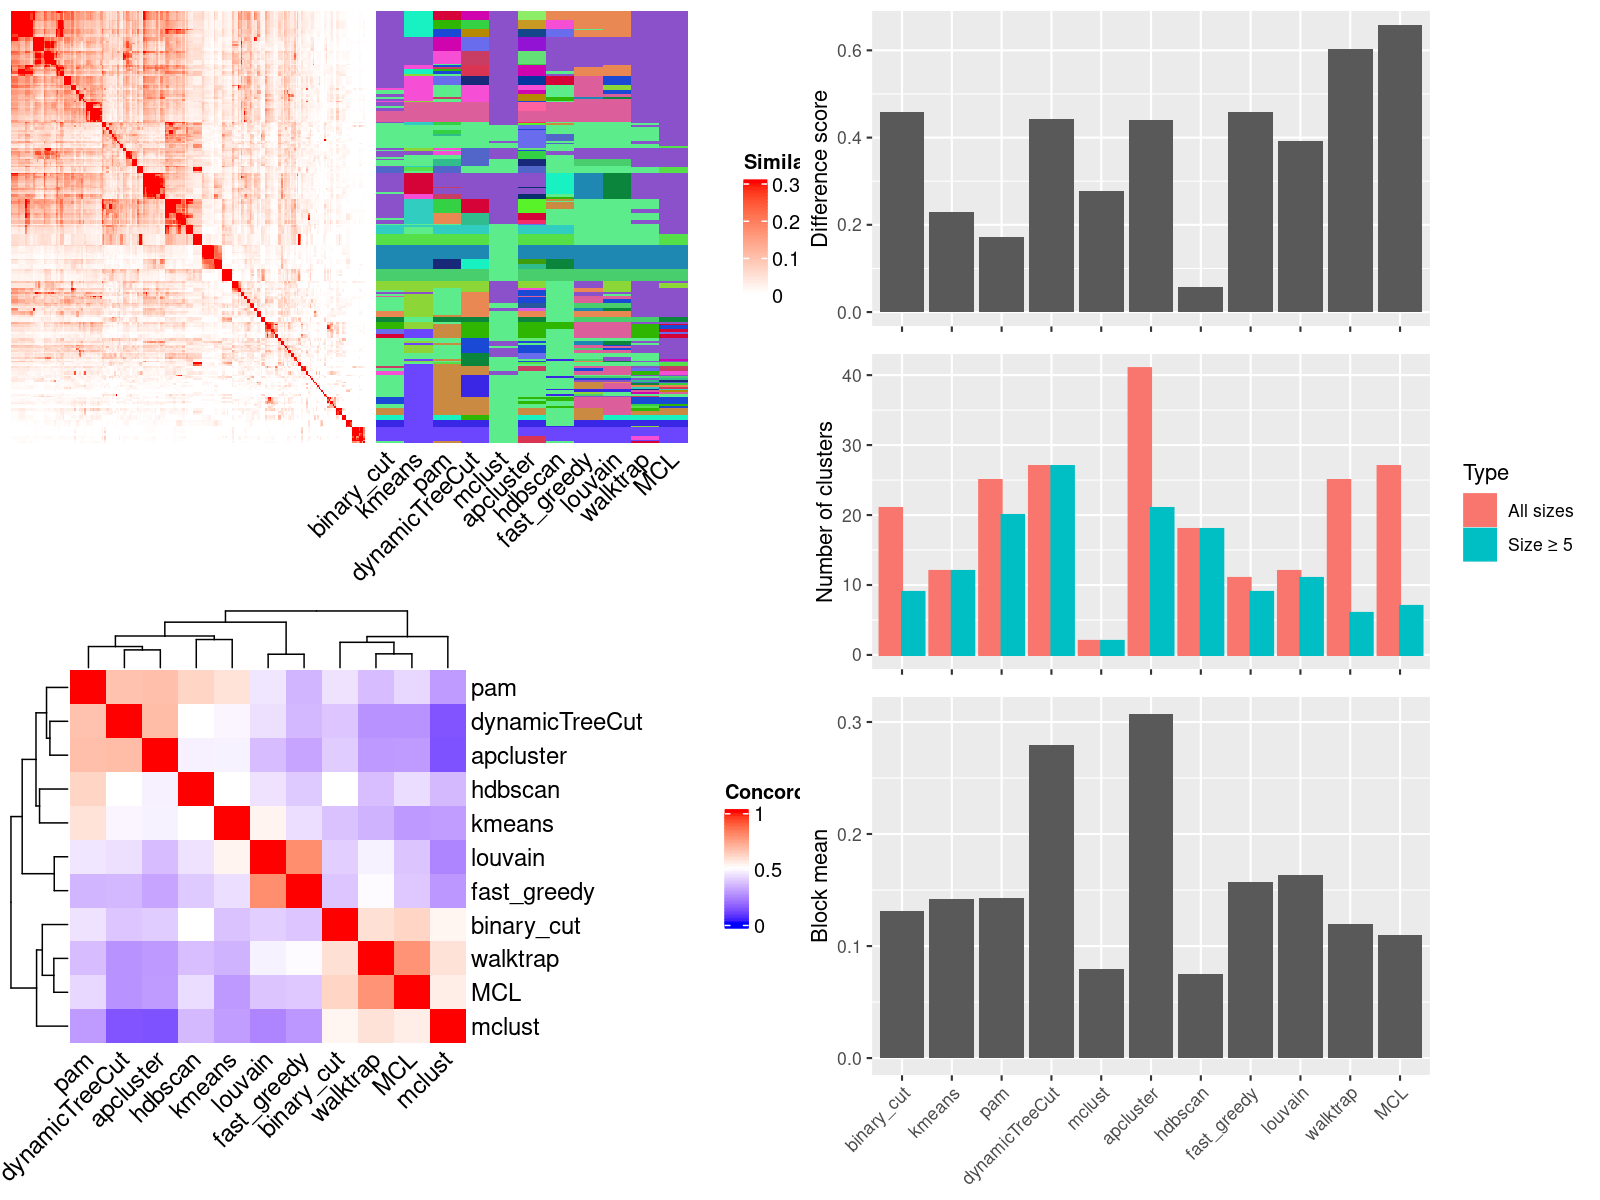 Simila
0.3
0.2
0.1
0
binary_cut
kmeans
pam
dynamicTreeCut
mclust
apcluster
hdbscan
fast_greedy
louvain
walktrap
MCL
pam
dynamicTreeCut
apcluster
hdbscan
kmeans
louvain
fast_greedy
binary_cut
walktrap
MCL
mclust
Concord
1
0.5
0
pam
dynamicTreeCut
apcluster
hdbscan
kmeans
louvain
fast_greedy
binary_cut
walktrap
MCL
mclust
Difference score
0.6
0.4
0.2
0.0
Number of clusters
40
30
20
10
0
Type
All sizes
Size ≥ 5
Block mean
0.3
0.2
0.1
0.0
binary_cut
kmeans
pam
dynamicTreeCut
mclust
apcluster
hdbscan
fast_greedy
louvain
walktrap
MCL